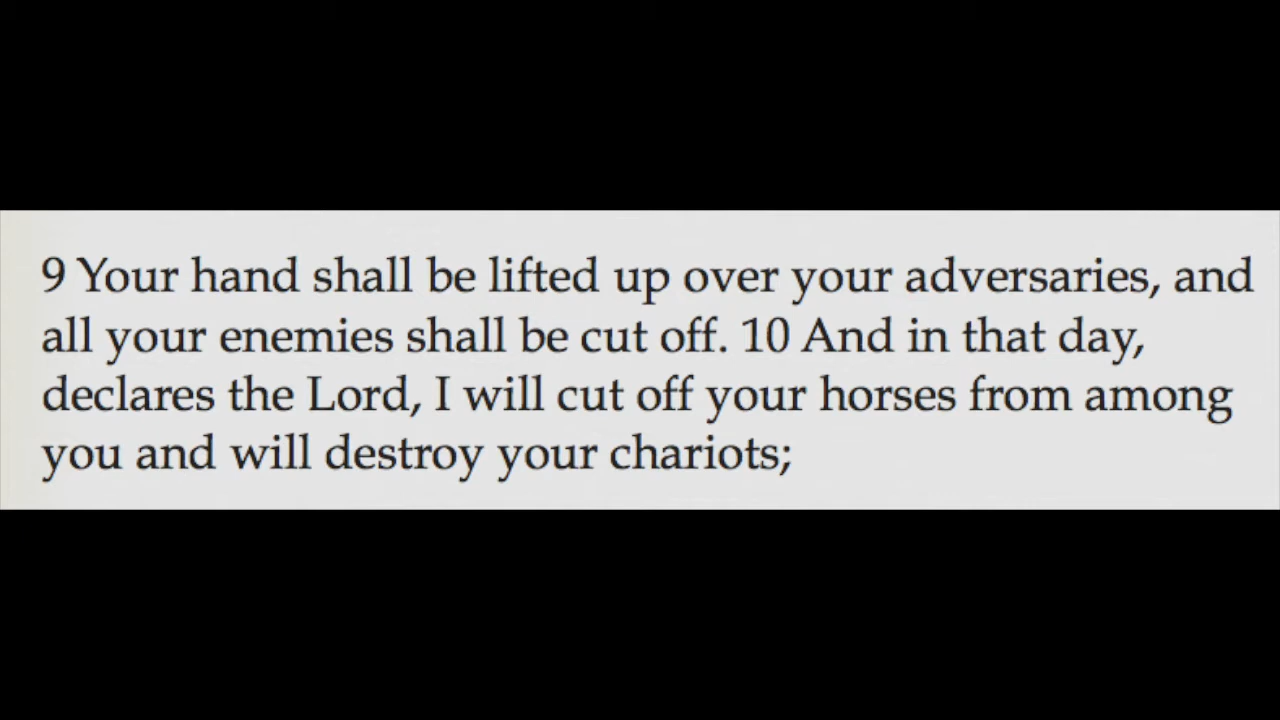 9 Your hand shall be lifted up over your adversaries, and
all your enemies shall be cut off. 10 And in that day,
declares the Lord, I will cut off your horses from among
you and will destroy your chariots;